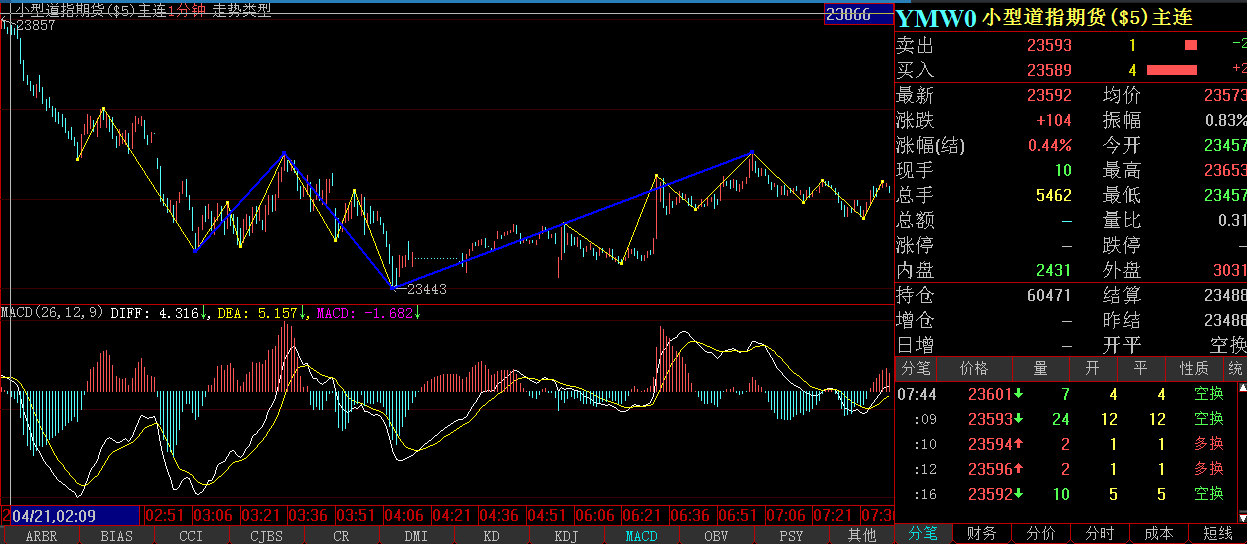 小型道指期货($5)主连1分钟 走势类型
23857
23866
23443
MACD(26,12,9) DIFF: 4.316↓, DEA: 5.157↓, MACD: -1.682↓
04/21,02:09 02:51 03:06 03:21 03:36 03:51 04:06 04:21 04:36 04:51 06:06 06:21 06:36 06:51 07:06 07:21 07:36
ARBR BIAS CCI CJBS CR DMI KD KDJ MACD OBV PSY 其他
YMW0 小型道指期货($5)主连
卖出 23593 1 -2
买入 23589 4 +2
最新 23592 均价 23573
涨跌 +104 振幅 0.83%
涨幅(结) 0.44% 今开 23457
现手 10 最高 23653
总手 5462 最低 23457
总额 — 量比 0.31
涨停 — 跌停 —
内盘 2431 外盘 3031
持仓 60471 结算 23488
增仓 — 昨结 23488
日增 — 开平 空换
分笔 价格 量 开 平 性质 统
07:44 23601↓ 7 4 4 空换
:09 23593↓ 24 12 12 空换
:10 23594↑ 2 1 1 多换
:12 23596↑ 2 1 1 多换
:16 23592↓ 10 5 5 空换
分笔 财务 分价 分时 成本 短线